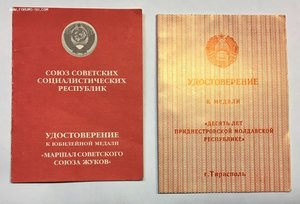 СОЮЗ СОВЕТСКИХ
СОЦИАЛИСТИЧЕСКИХ
РЕСПУБЛИК
УДОСТОВЕРЕНИЕ
К ЮБИЛЕЙНОЙ МЕДАЛИ
«МАРШАЛ СОВЕТСКОГО
СОЮЗА ЖУКОВ»
УДОСТОВЕРЕНИЕ
К МЕДАЛИ
«ДЕСЯТЬ ЛЕТ
ПРИДНЕСТРОВСКОЙ МОЛДАВСКОЙ
РЕСПУБЛИКЕ»
г. Тирасполь